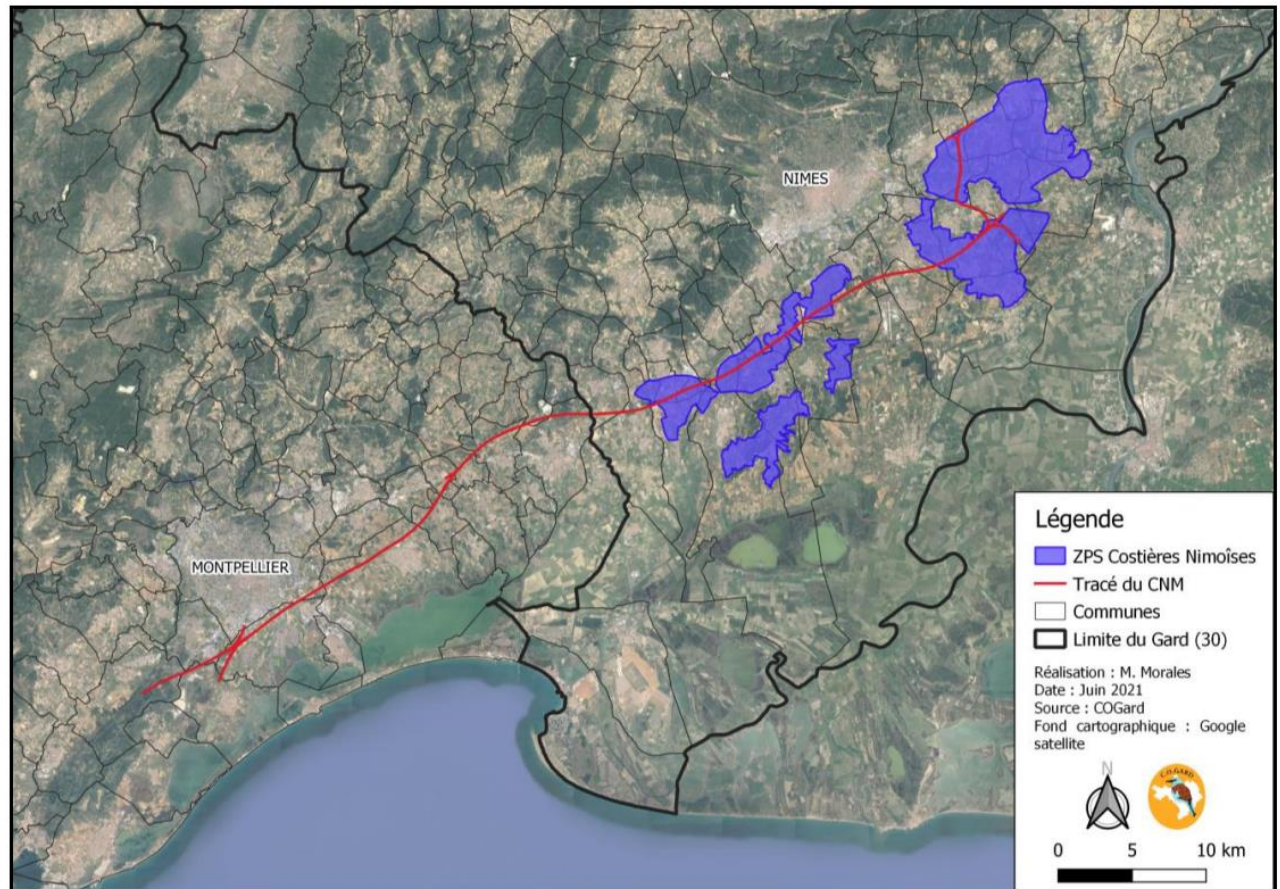 NIMES
MONTPELLIER
Légende
ZPS Costières Nimoîses
Tracé du CNM
Communes
Limite du Gard (30)
Réalisation : M. Morales
Date : Juin 2021
Source : COGard
Fond cartographique : Google
satellite
N
C.O.GARD
0 5 10 km